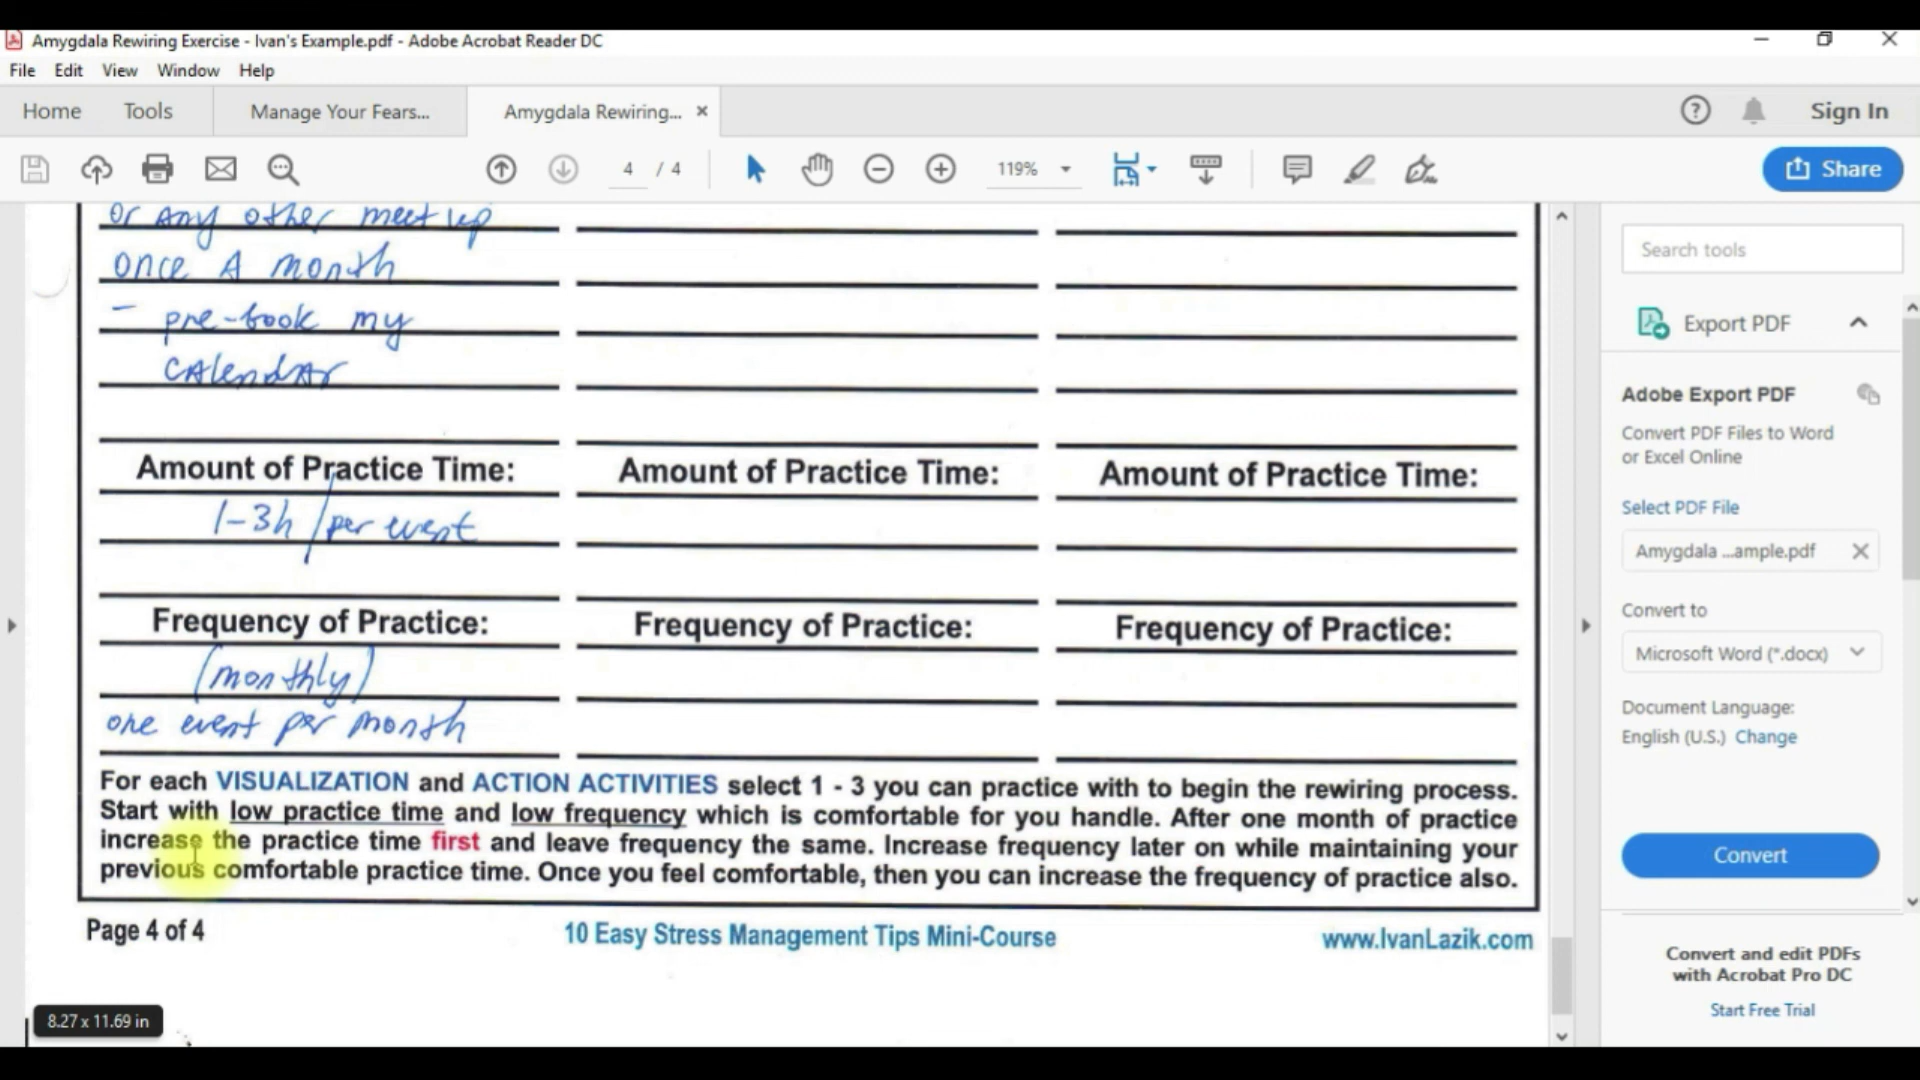 Amygdala Rewiring Exercise - Ivan's Example.pdf - Adobe Acrobat Reader DC
File Edit View Window Help
Home Tools Manage Your Fears... Amygdala Rewiring... Sign In
4 / 4 119% Share
or Any other meet up
once A month
- pre-book my
CAlendAr
Amount of Practice Time: Amount of Practice Time: Amount of Practice Time:
1-3h / per event
Frequency of Practice: Frequency of Practice: Frequency of Practice:
(monthly)
one event per month
For each VISUALIZATION and ACTION ACTIVITIES select 1 - 3 you can practice with to begin the rewiring process.
Start with low practice time and low frequency which is comfortable for you handle. After one month of practice
increase the practice time first and leave frequency the same. Increase frequency later on while maintaining your
previous comfortable practice time. Once you feel comfortable, then you can increase the frequency of practice also.
Page 4 of 4 10 Easy Stress Management Tips Mini-Course www.IvanLazik.com
8.27 x 11.69 in
Search tools
Export PDF
Adobe Export PDF
Convert PDF Files to Word
or Excel Online
Select PDF File
Amygdala ...ample.pdf
Convert to
Microsoft Word (*.docx)
Document Language:
English (U.S.) Change
Convert
Convert and edit PDFs
with Acrobat Pro DC
Start Free Trial